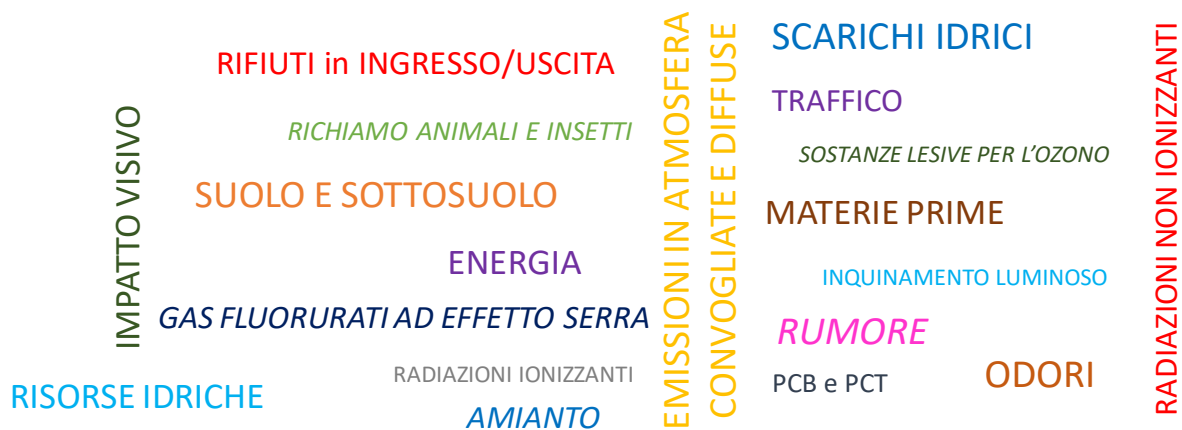 RIFIUTI in INGRESSO/USCITA
RICHIAMO ANIMALI E INSETTI
IMPATTO VISIVO
SUOLO E SOTTOSUOLO
ENERGIA
GAS FLUORURATI AD EFFETTO SERRA
RADIAZIONI IONIZZANTI
RISORSE IDRICHE
AMIANTO
EMISSIONI IN ATMOSFERA
CONVOGLIATE E DIFFUSE
SCARICHI IDRICI
TRAFFICO
SOSTANZE LESIVE PER L’OZONO
MATERIE PRIME
INQUINAMENTO LUMINOSO
RUMORE
PCB e PCT
ODORI
RADIAZIONI NON IONIZZANTI